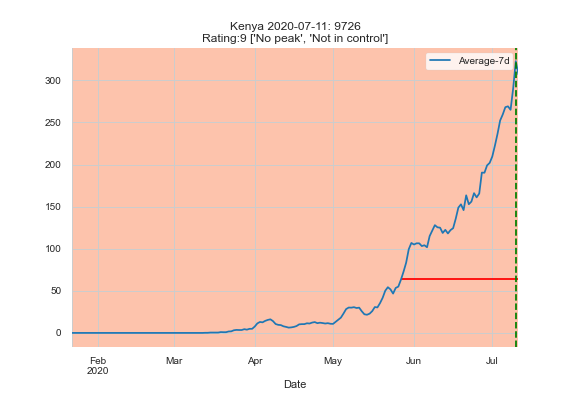 Kenya 2020-07-11: 9726
Rating:9 ['No peak', 'Not in control']
Average-7d
300
250
200
150
100
50
0
Feb
2020
Mar
Apr
May
Jun
Jul
Date